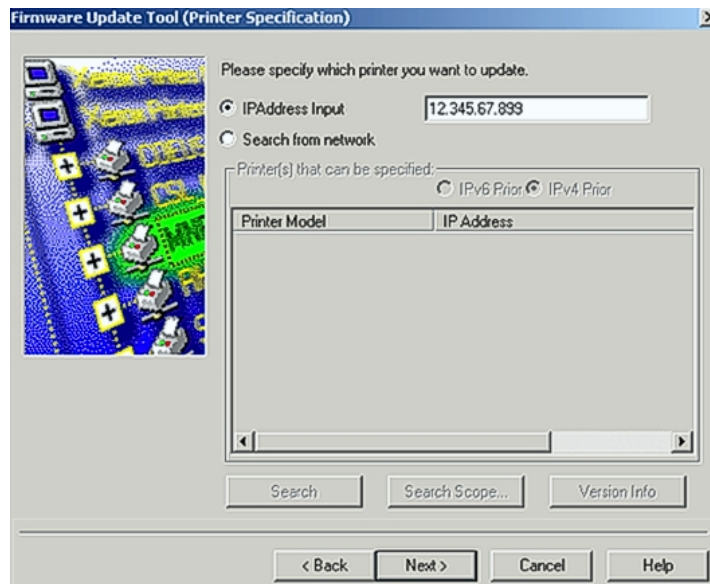 Firmware Update Tool (Printer Specification)
Please specify which printer you want to update.
IPAddress Input
12.345.67.899
Search from network
Printer(s) that can be specified:
IPv6 Prior IPv4 Prior
Printer Model IP Address
Search Search Scope... Version Info
< Back Next > Cancel Help